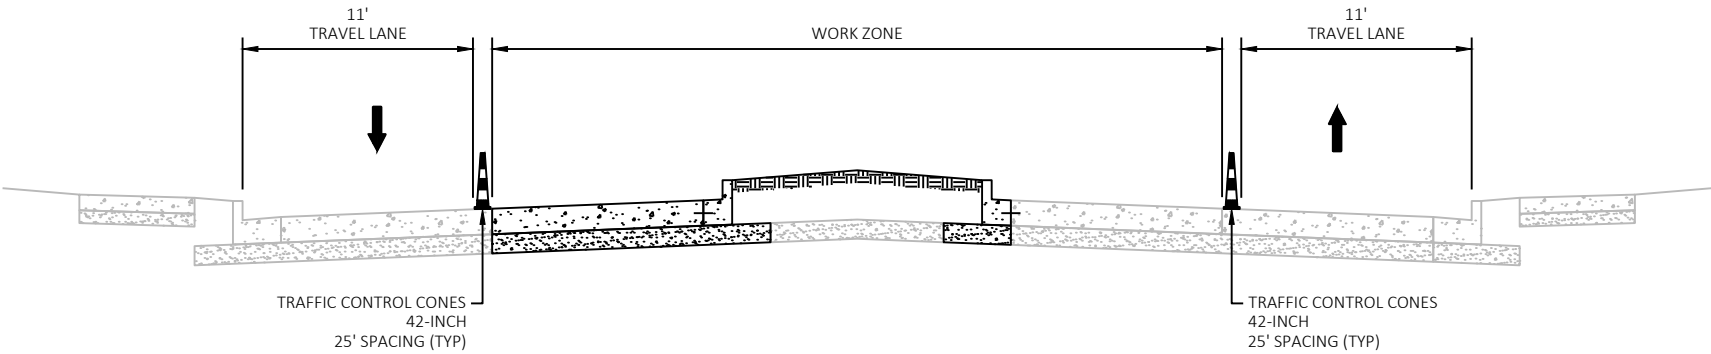 11'
TRAVEL LANE
WORK ZONE
11'
TRAVEL LANE
TRAFFIC CONTROL CONES
42-INCH
25' SPACING (TYP)
TRAFFIC CONTROL CONES
42-INCH
25' SPACING (TYP)